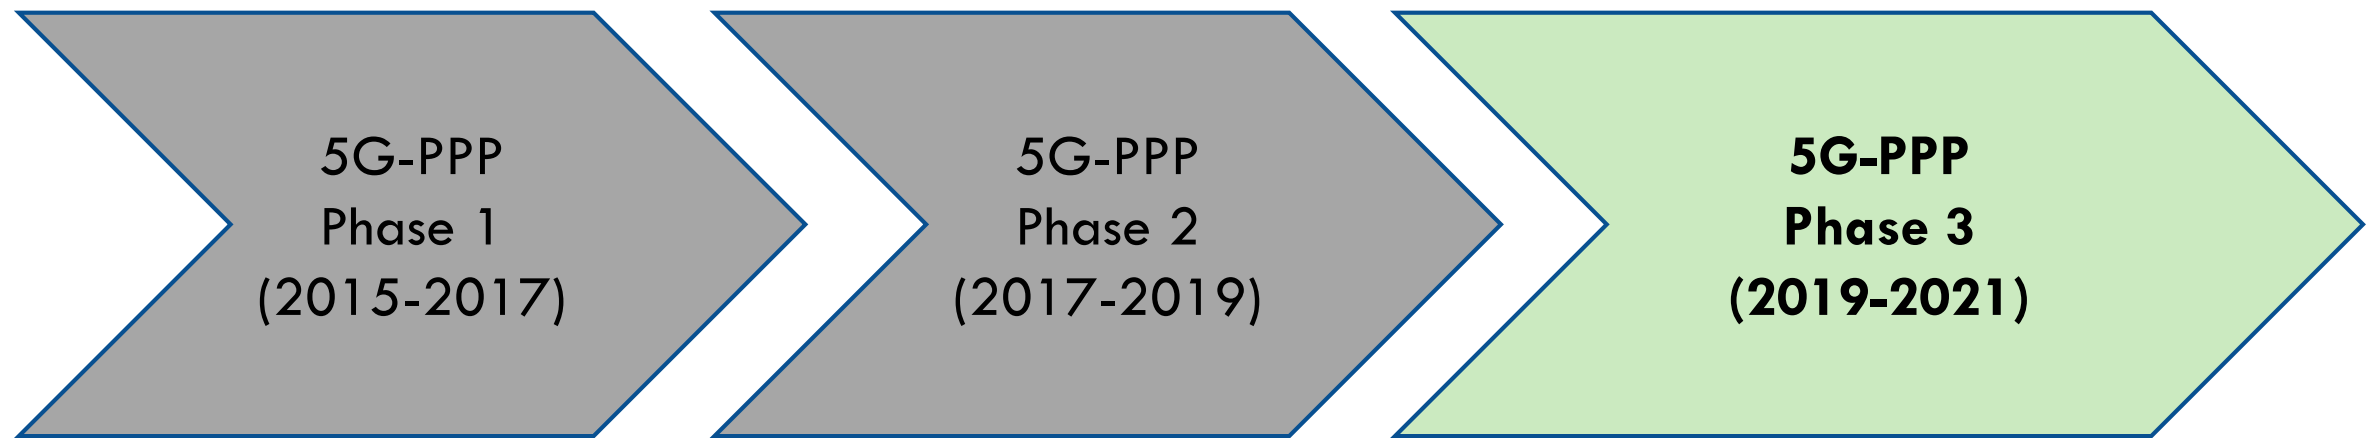 5G-PPP
Phase 1
(2015-2017)
5G-PPP
Phase 2
(2017-2019)
5G-PPP
Phase 3
(2019-2021)